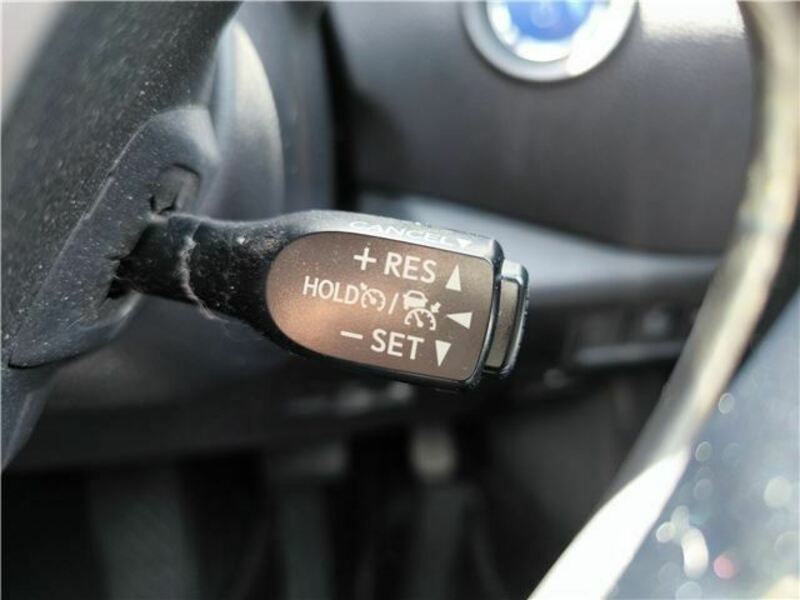 CANCEL▼
+ RES ▲
HOLD / ◀
− SET ▼